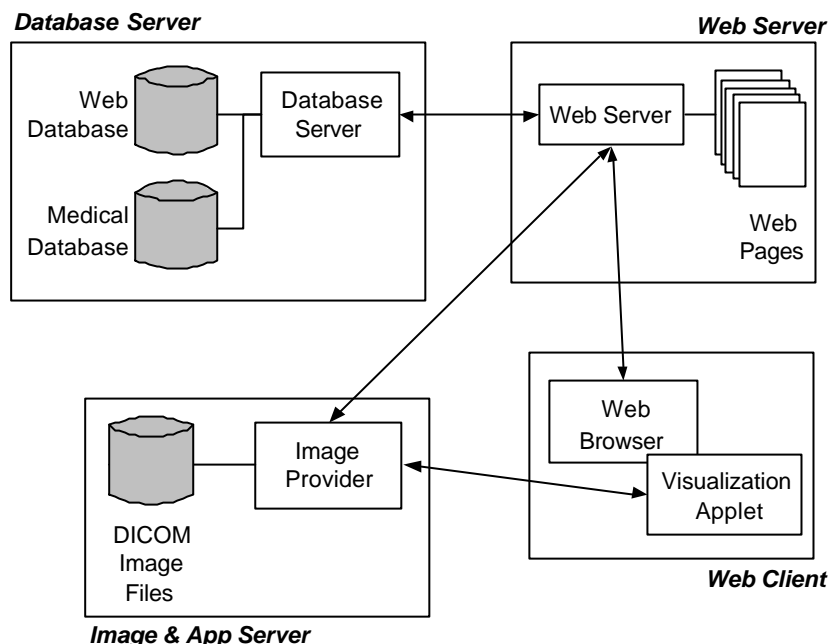 Database Server
Web Server
Web
Database
Database
Server
Web Server
Medical
Database
Web
Pages
Web
Browser
Image
Provider
Visualization
Applet
DICOM
Image
Files
Web Client
Image & App Server